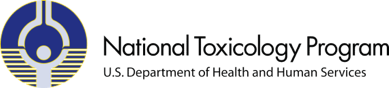 National Toxicology Program
U.S. Department of Health and Human Services